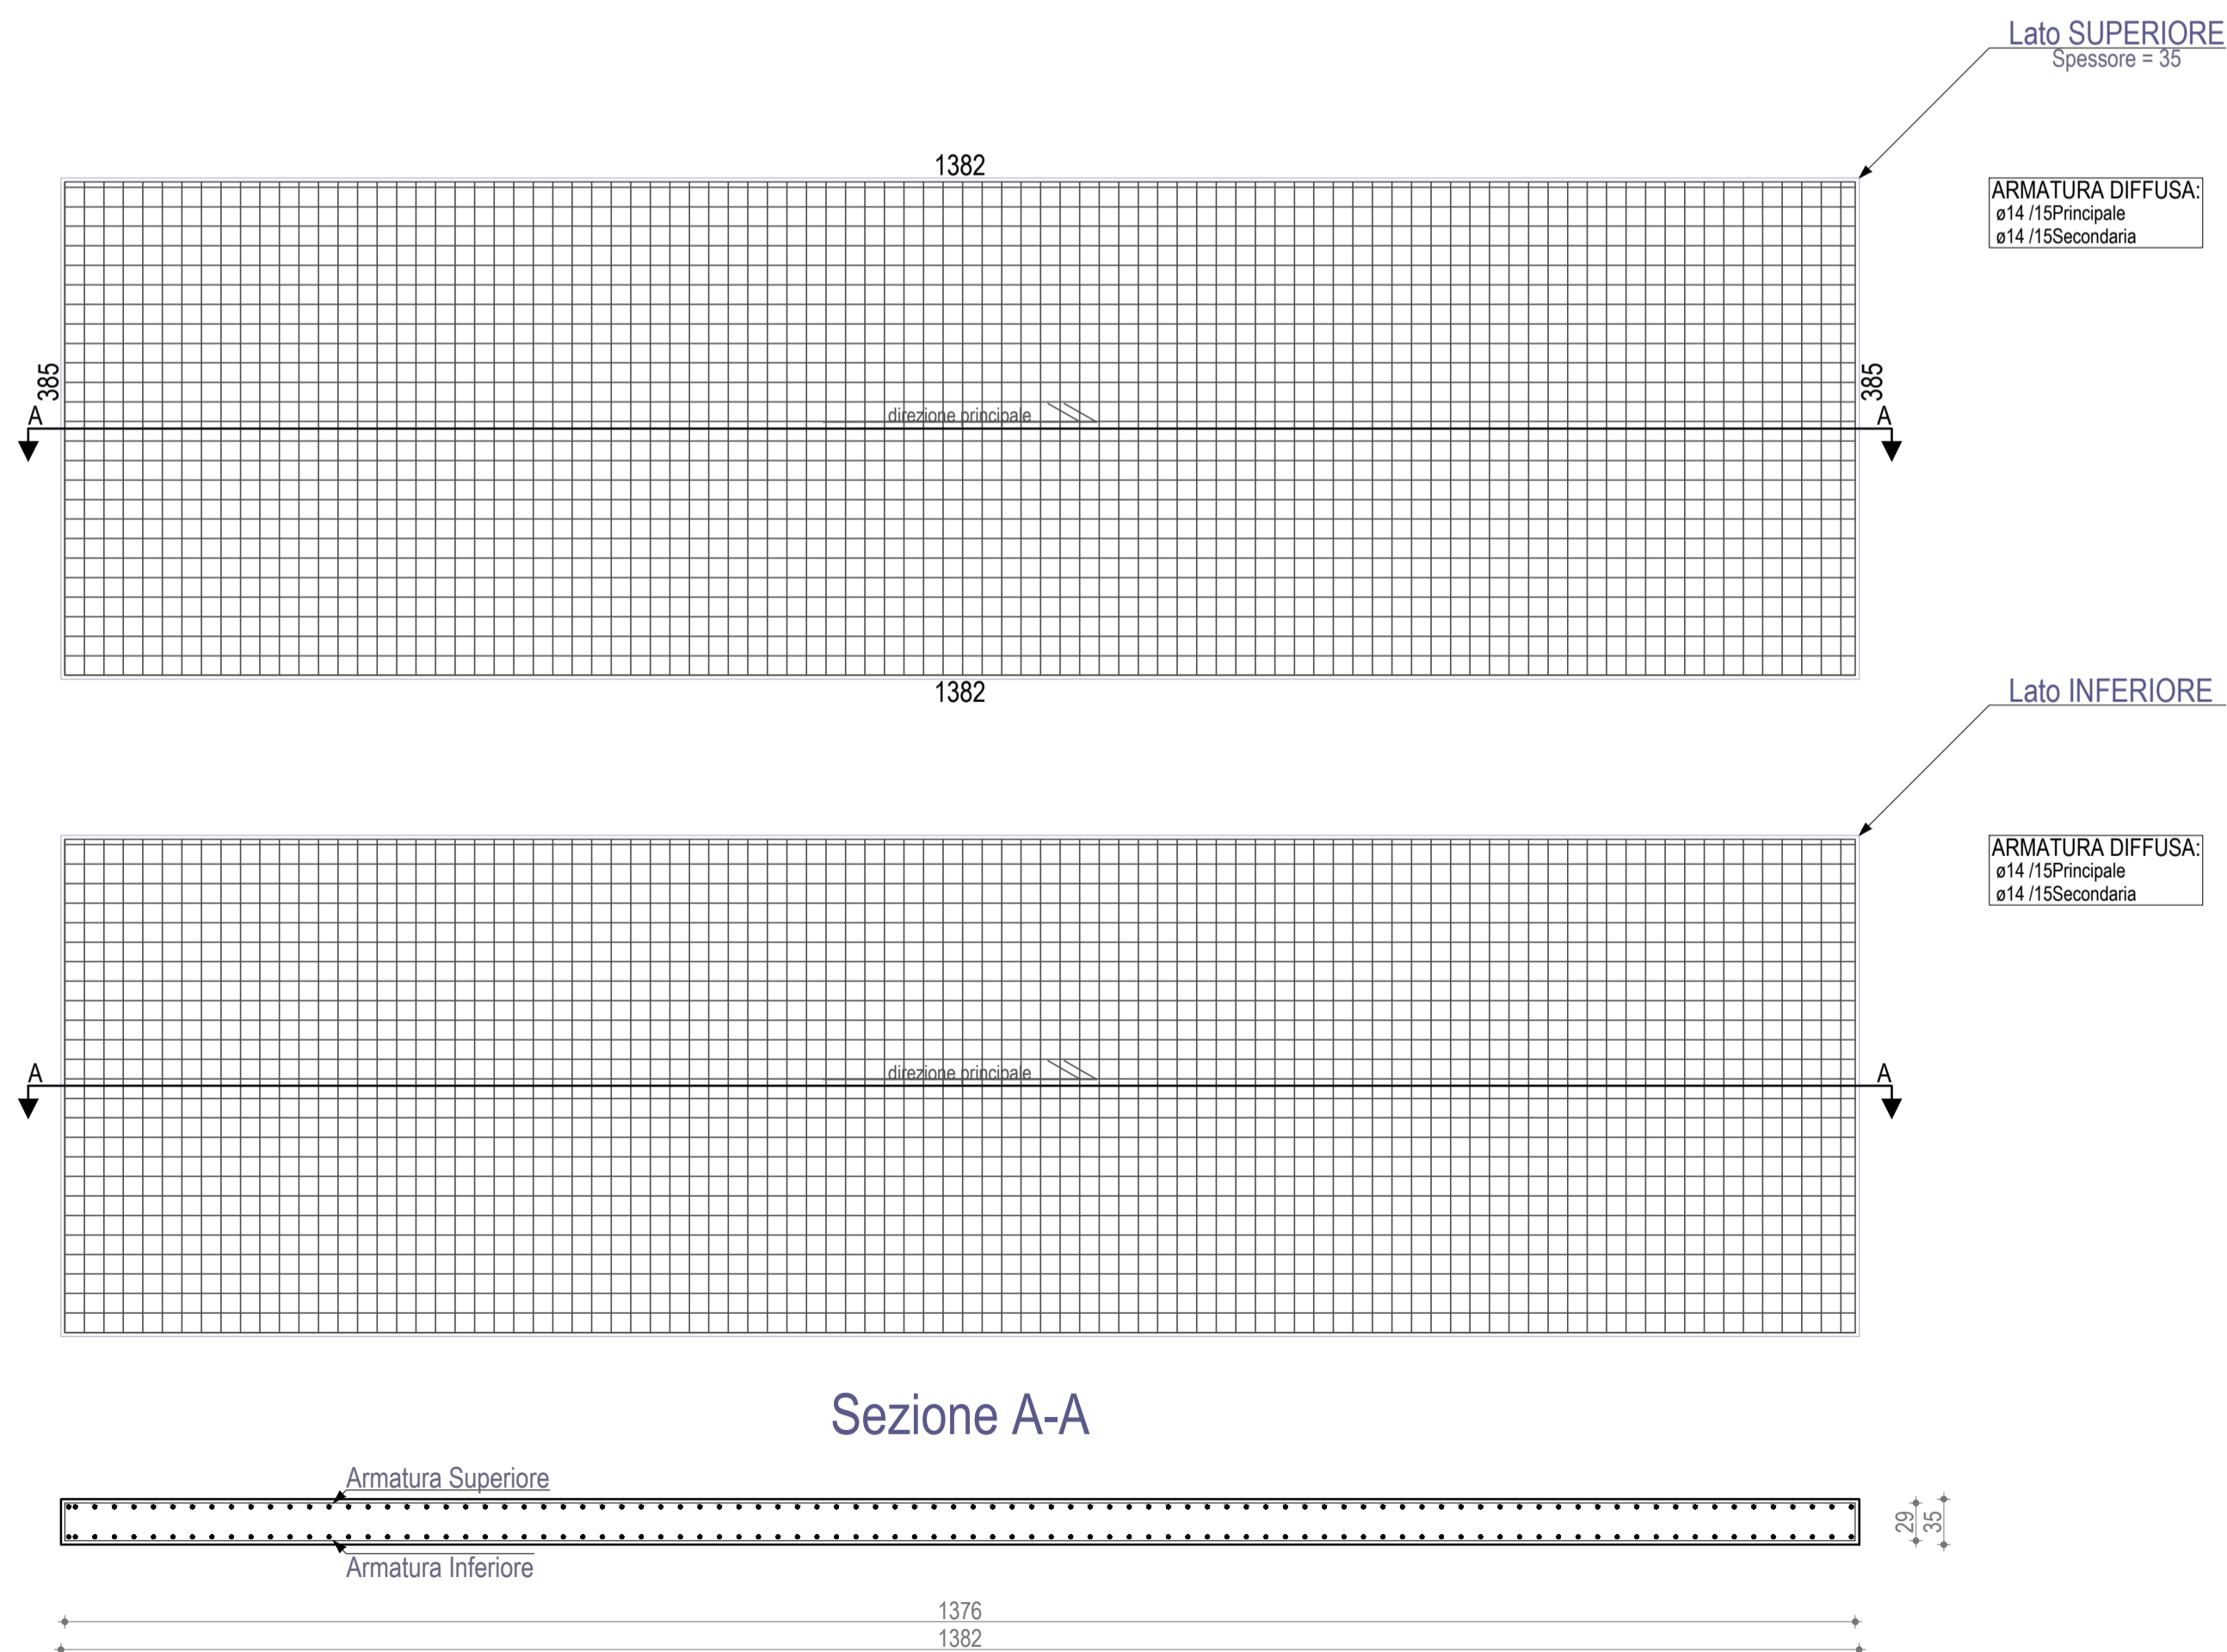 Lato SUPERIORE
Spessore = 35
1382
ARMATURA DIFFUSA:
ø14 /15Principale
ø14 /15Secondaria
385
385
A
direzione principale
A
1382
Lato INFERIORE
ARMATURA DIFFUSA:
ø14 /15Principale
ø14 /15Secondaria
A
direzione principale
A
Sezione A-A
Armatura Superiore
29
35
Armatura Inferiore
1376
1382